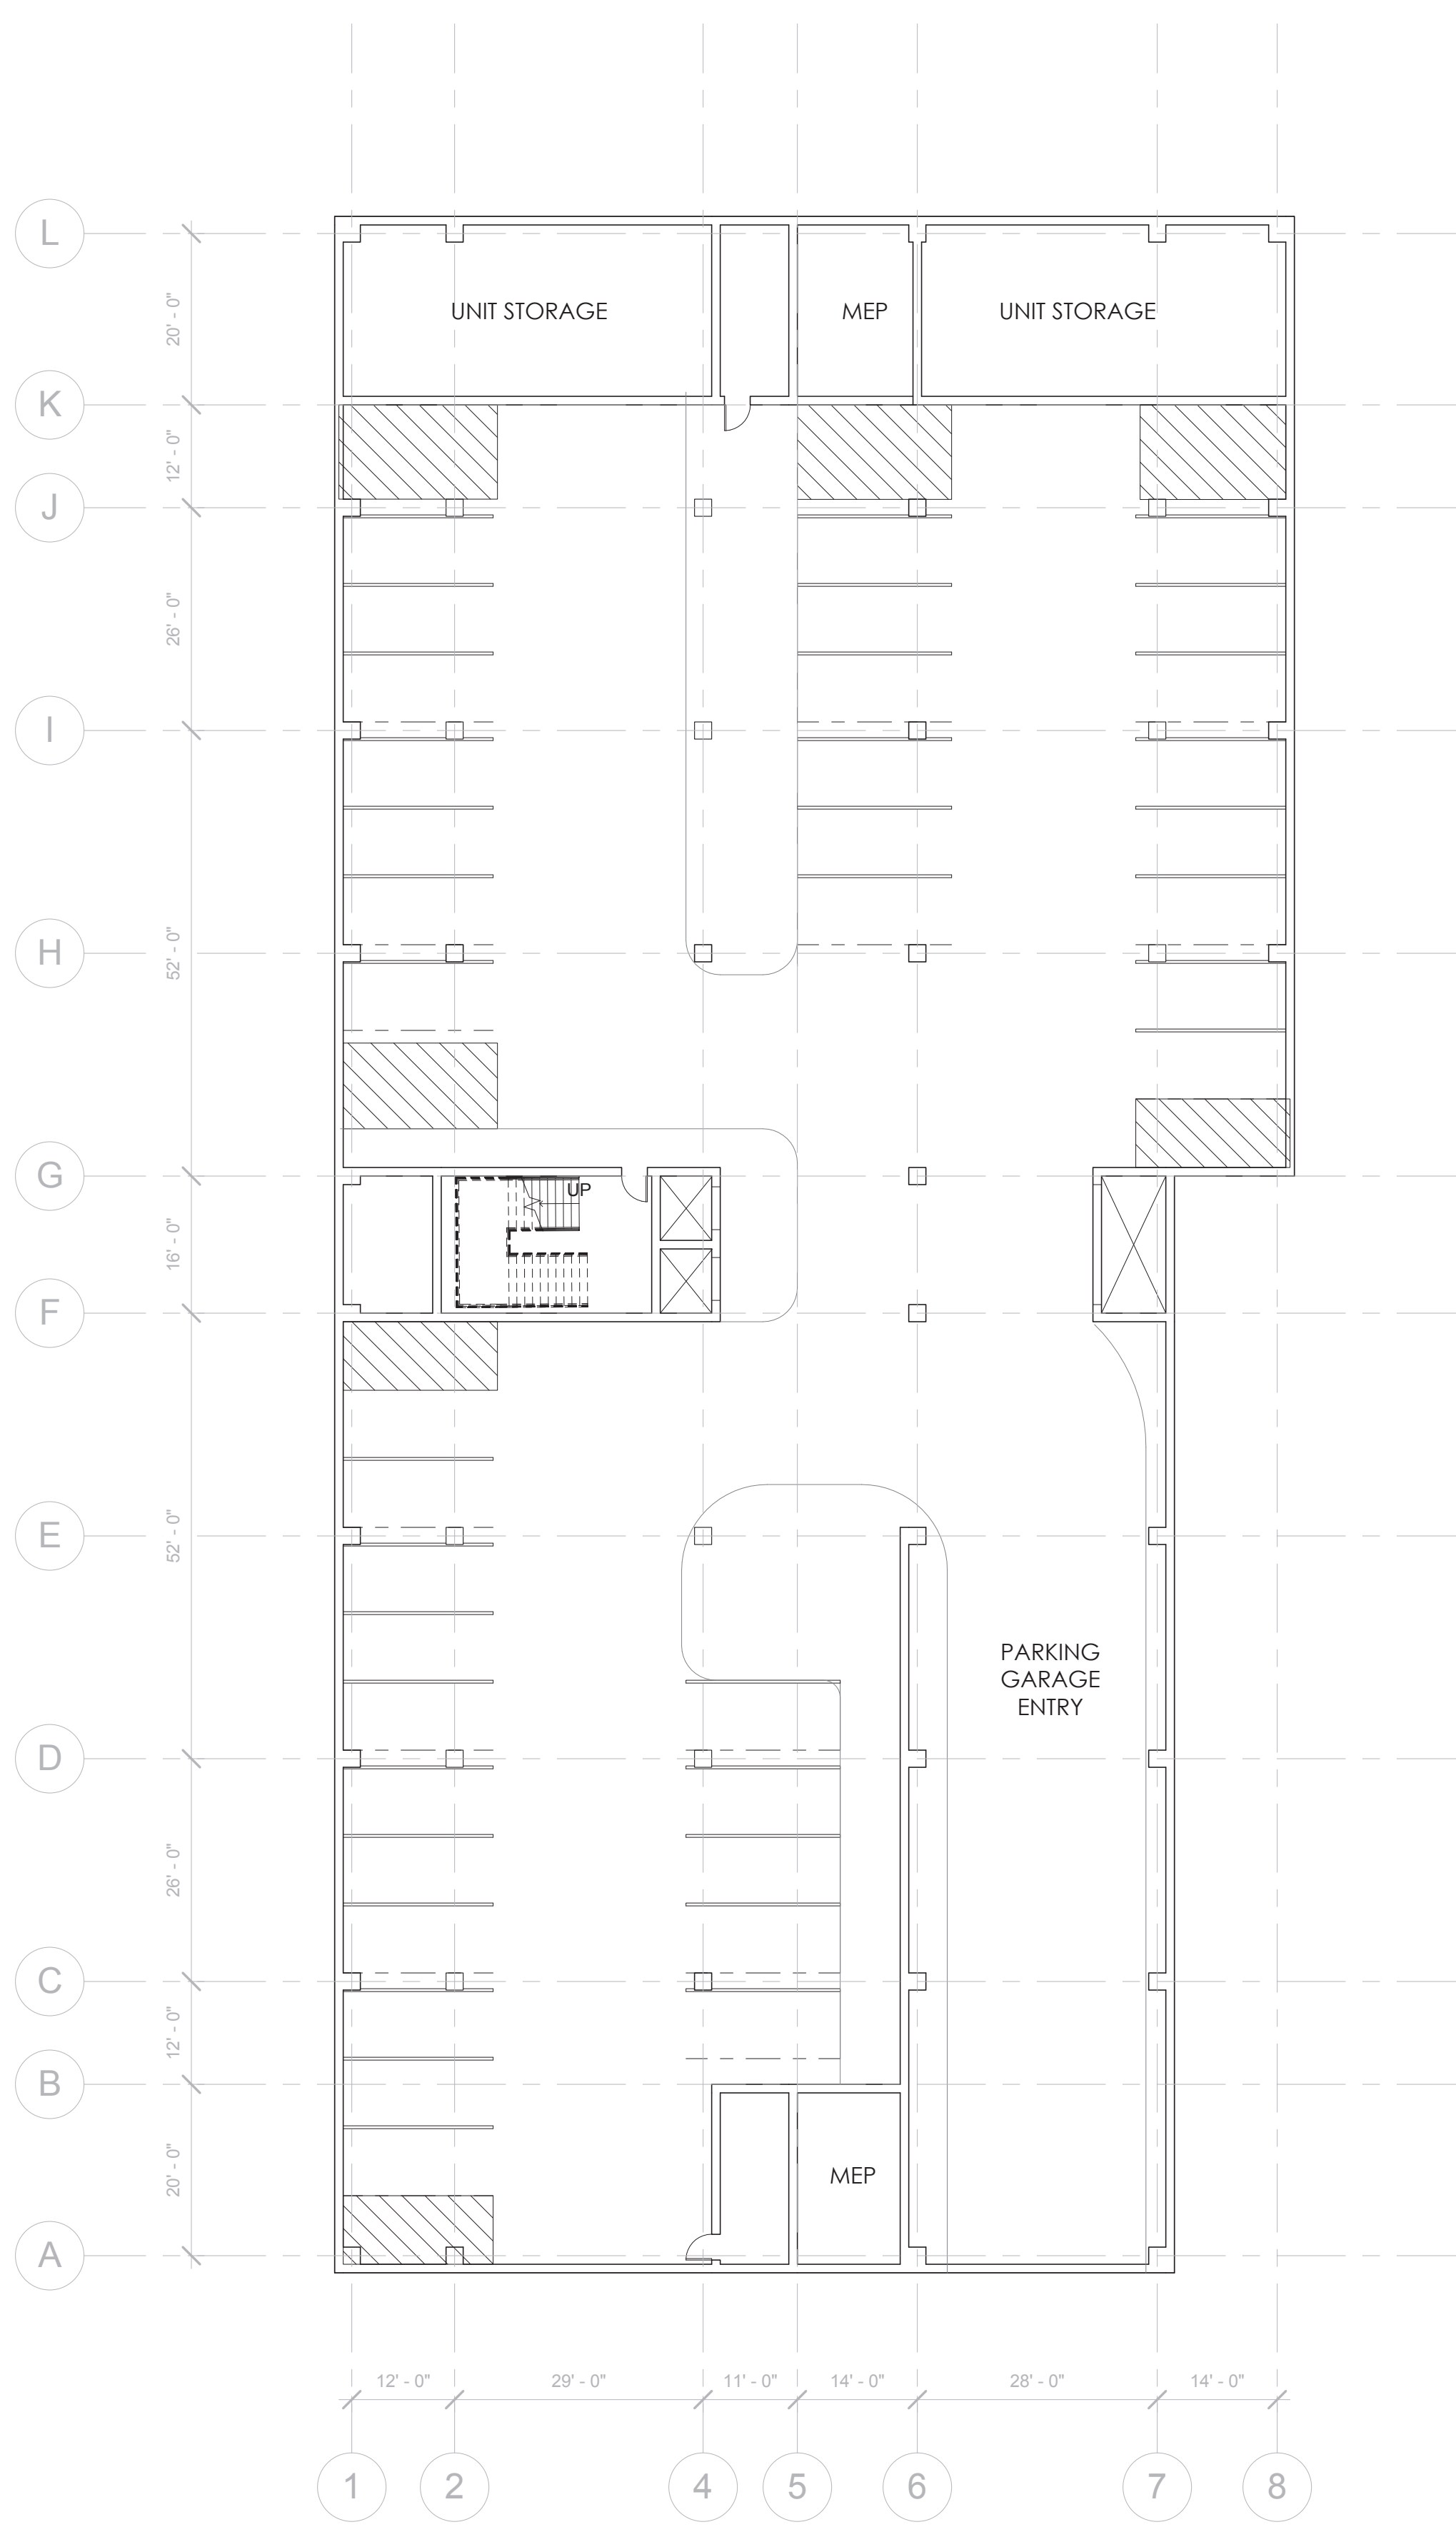 L
20' - 0"
UNIT STORAGE
MEP
UNIT STORAGE
K
12' - 0"
J
26' - 0"
I
52' - 0"
H
G
UP
16' - 0"
F
52' - 0"
E
PARKING
GARAGE
ENTRY
D
26' - 0"
C
12' - 0"
B
20' - 0"
MEP
A
12' - 0"
29' - 0"
11' - 0"
14' - 0"
28' - 0"
14' - 0"
1
2
4
5
6
7
8